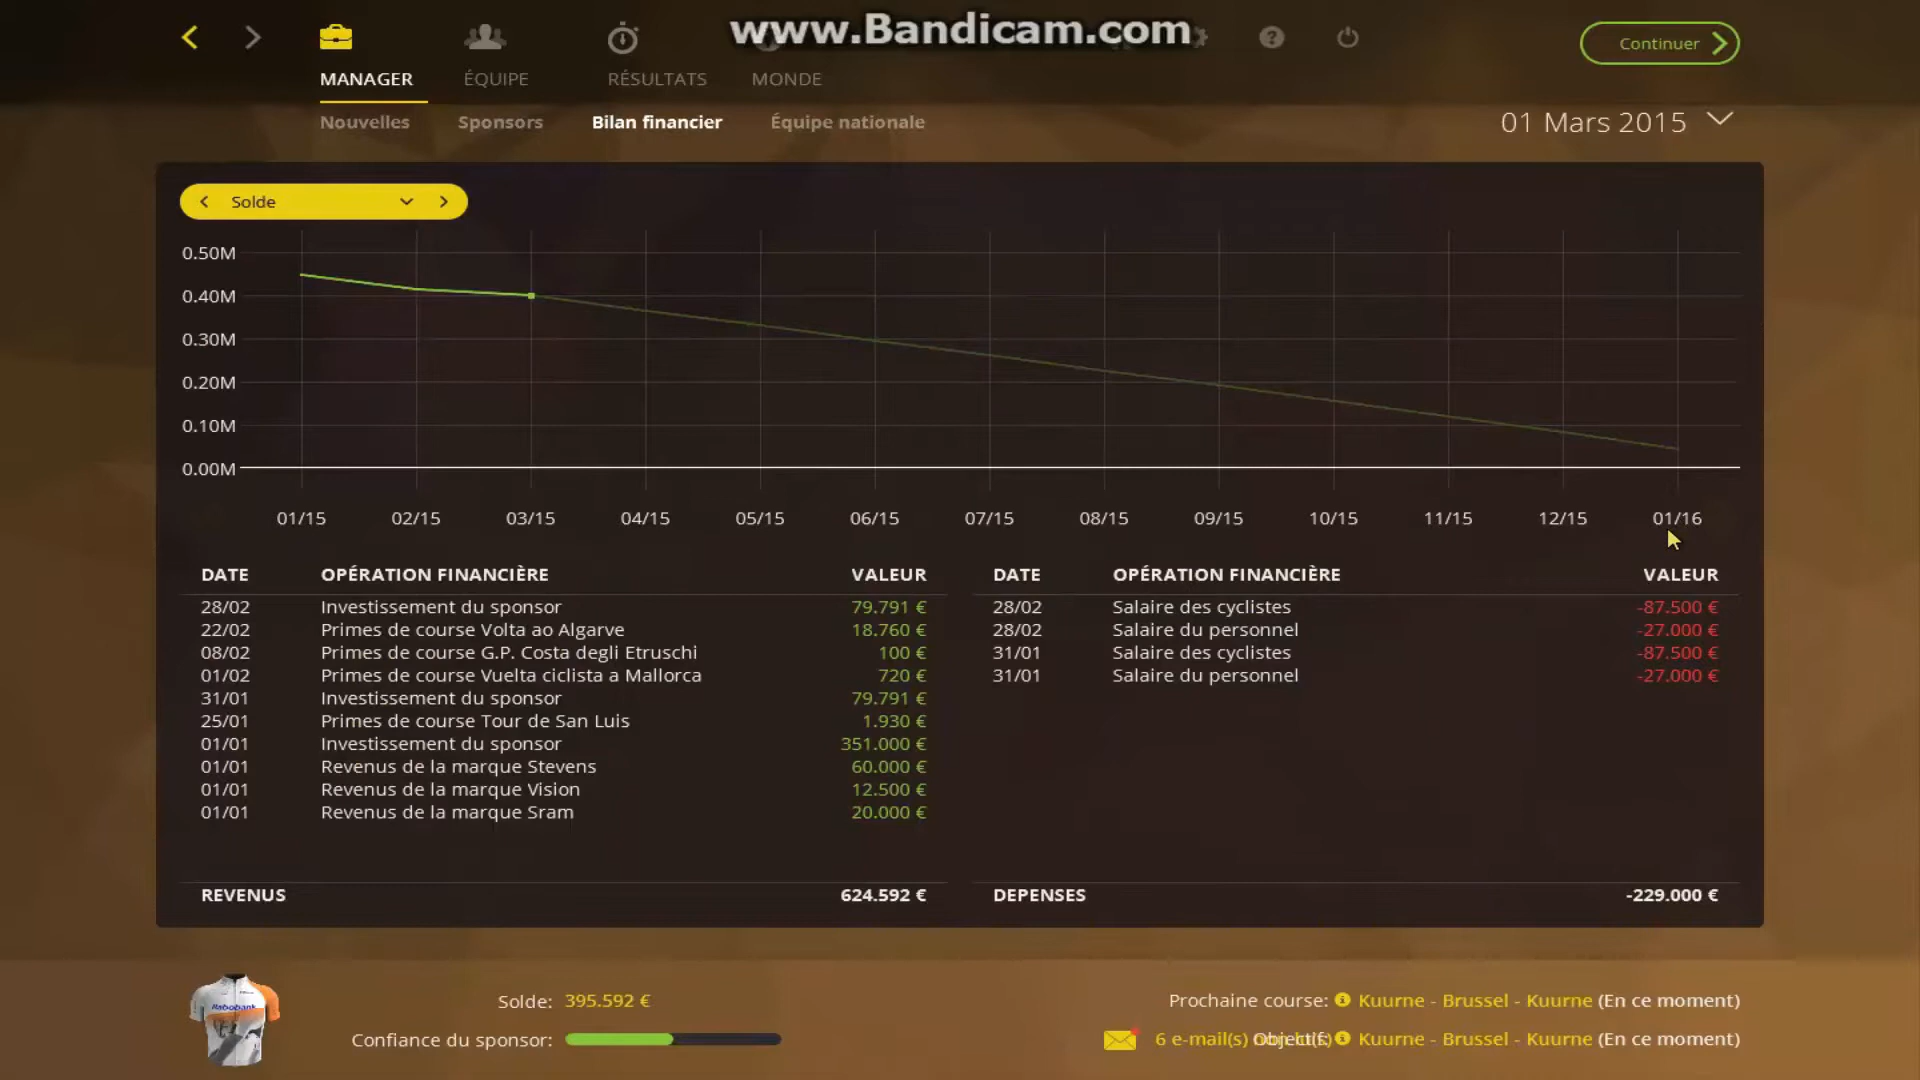 www.Bandicam.com
Continuer
MANAGER ÉQUIPE RÉSULTATS MONDE
Nouvelles Sponsors Bilan financier Équipe nationale
01 Mars 2015
Solde
0.50M
0.40M
0.30M
0.20M
0.10M
0.00M
01/15 02/15 03/15 04/15 05/15 06/15 07/15 08/15 09/15 10/15 11/15 12/15 01/16
DATE OPÉRATION FINANCIÈRE VALEUR
28/02 Investissement du sponsor 79.791 €
22/02 Primes de course Volta ao Algarve 18.760 €
08/02 Primes de course G.P. Costa degli Etruschi 100 €
01/02 Primes de course Vuelta ciclista a Mallorca 720 €
31/01 Investissement du sponsor 79.791 €
25/01 Primes de course Tour de San Luis 1.930 €
01/01 Investissement du sponsor 351.000 €
01/01 Revenus de la marque Stevens 60.000 €
01/01 Revenus de la marque Vision 12.500 €
01/01 Revenus de la marque Sram 20.000 €
REVENUS 624.592 €
DATE OPÉRATION FINANCIÈRE VALEUR
28/02 Salaire des cyclistes -87.500 €
28/02 Salaire du personnel -27.000 €
31/01 Salaire des cyclistes -87.500 €
31/01 Salaire du personnel -27.000 €
DEPENSES -229.000 €
Rabobank
Solde: 395.592 €
Confiance du sponsor:
Prochaine course: Kuurne - Brussel - Kuurne (En ce moment)
6 e-mail(s) Objectif: Kuurne - Brussel - Kuurne (En ce moment)